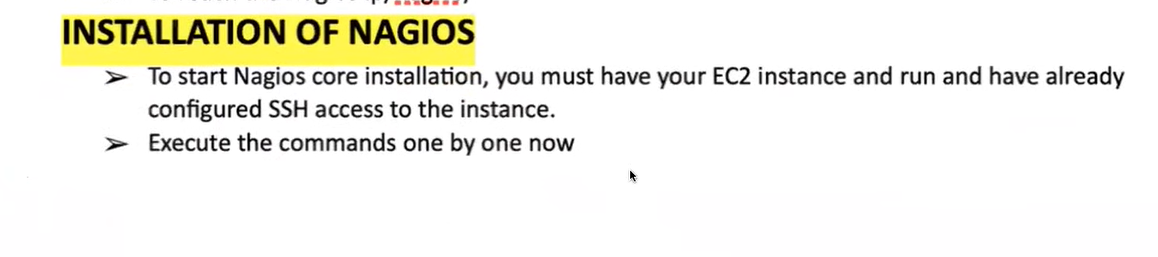 INSTALLATION OF NAGIOS
➢ To start Nagios core installation, you must have your EC2 instance and run and have already
configured SSH access to the instance.
➢ Execute the commands one by one now